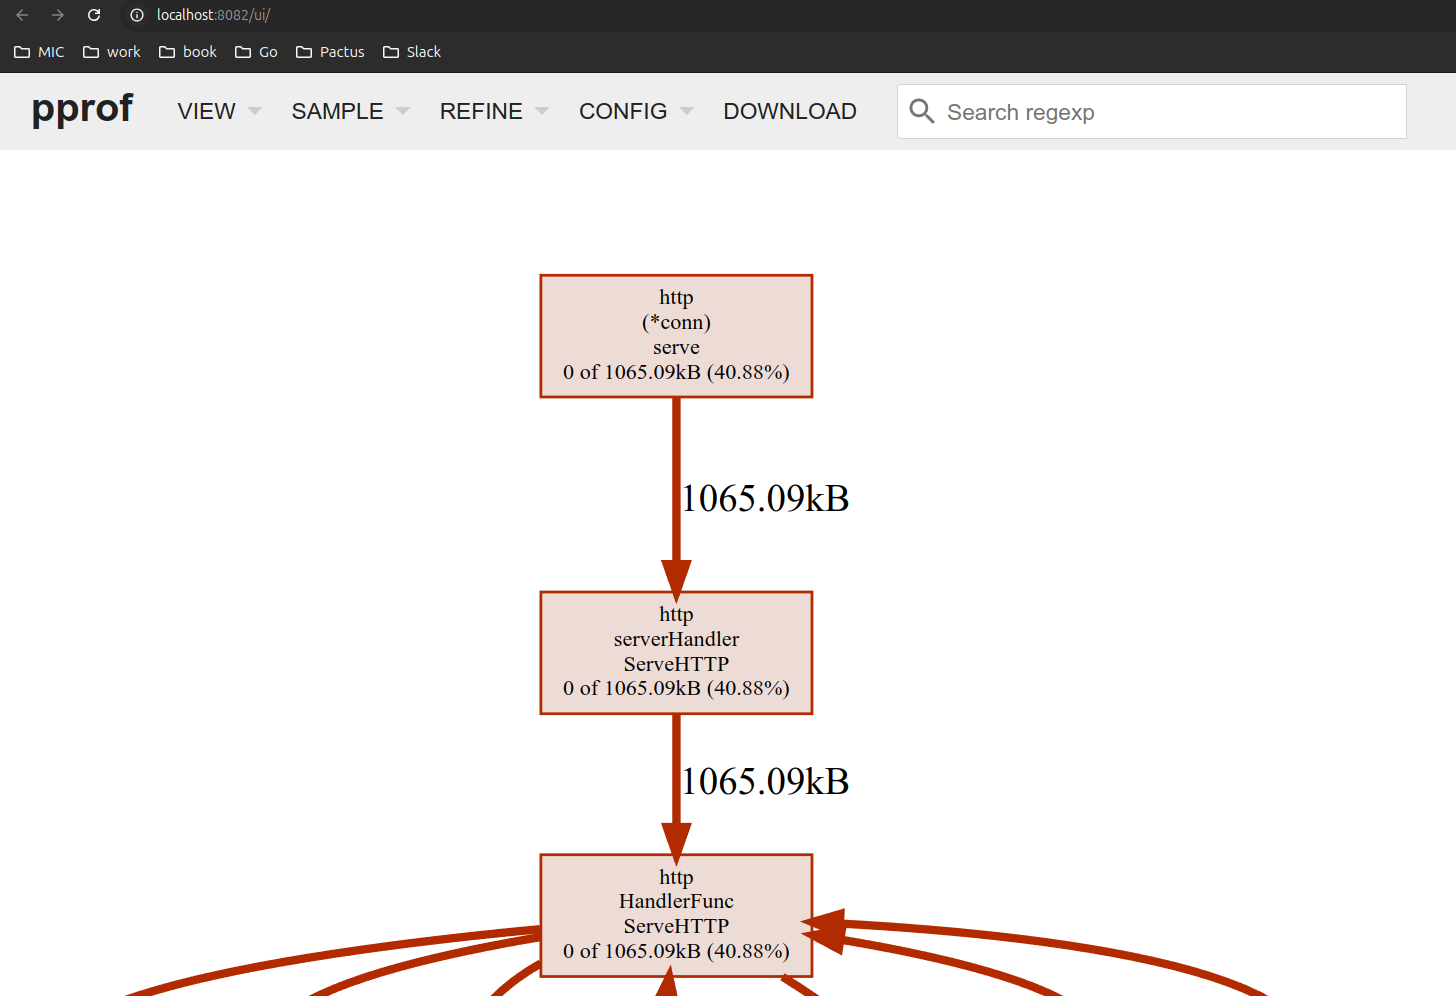 localhost:8082/ui/
MIC work book Go Pactus Slack
pprof VIEW SAMPLE REFINE CONFIG DOWNLOAD Search regexp
http
(*conn)
serve
0 of 1065.09kB (40.88%)
1065.09kB
http
serverHandler
ServeHTTP
0 of 1065.09kB (40.88%)
1065.09kB
http
HandlerFunc
ServeHTTP
0 of 1065.09kB (40.88%)